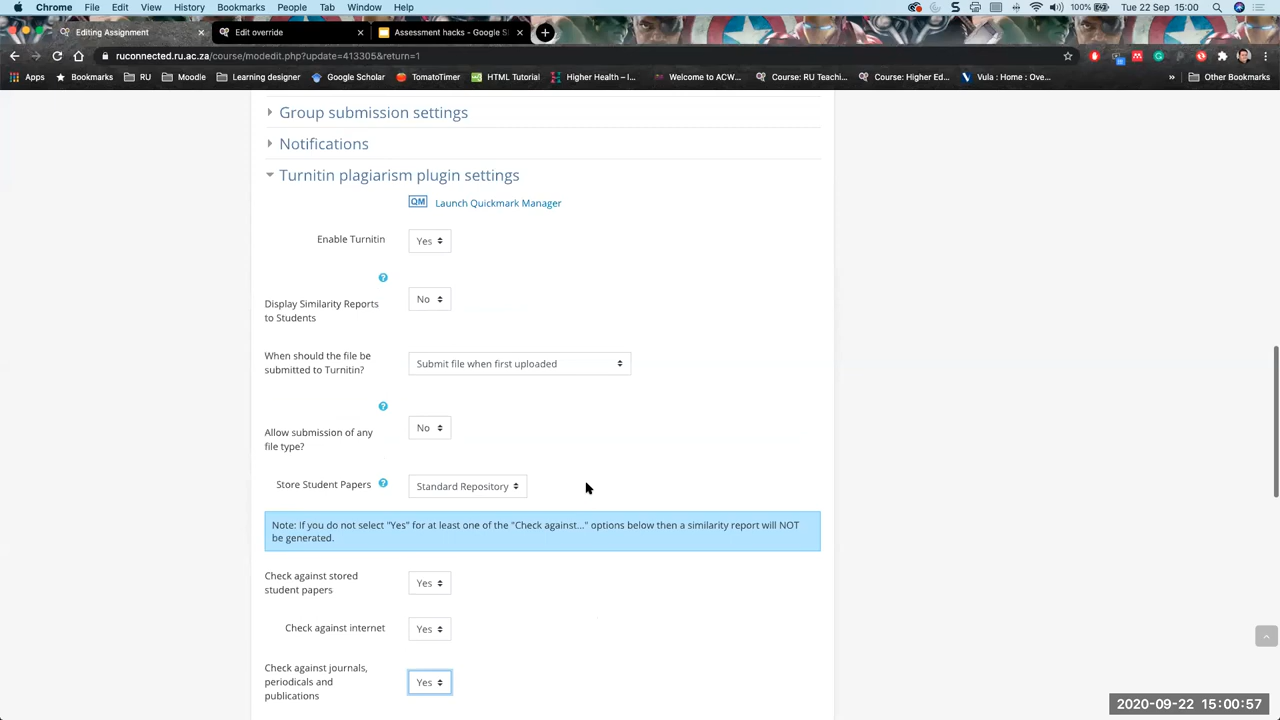 Chrome File Edit View History Bookmarks People Tab Window Help 100% Tue 22 Sep 15:00
Editing Assignment × Edit override × Assessment hacks - Google Sl × +
ruconnected.ru.ac.za/course/modedit.php?update=413305&return=1
Apps Bookmarks RU Moodle Learning designer Google Scholar TomatoTimer HTML Tutorial Higher Health – I... Welcome to ACW... Course: RU Teachi... Course: Higher Ed... Vula : Home : Ove... » Other Bookmarks
Group submission settings
Notifications
Turnitin plagiarism plugin settings
QM Launch Quickmark Manager
Enable Turnitin Yes
?
Display Similarity Reports
to Students
No
When should the file be
submitted to Turnitin?
Submit file when first uploaded
?
Allow submission of any
file type?
No
Store Student Papers ? Standard Repository
Note: If you do not select "Yes" for at least one of the "Check against..." options below then a similarity report will NOT
be generated.
Check against stored
student papers
Yes
Check against internet Yes
Check against journals,
periodicals and
publications
Yes
2020-09-22 15:00:57